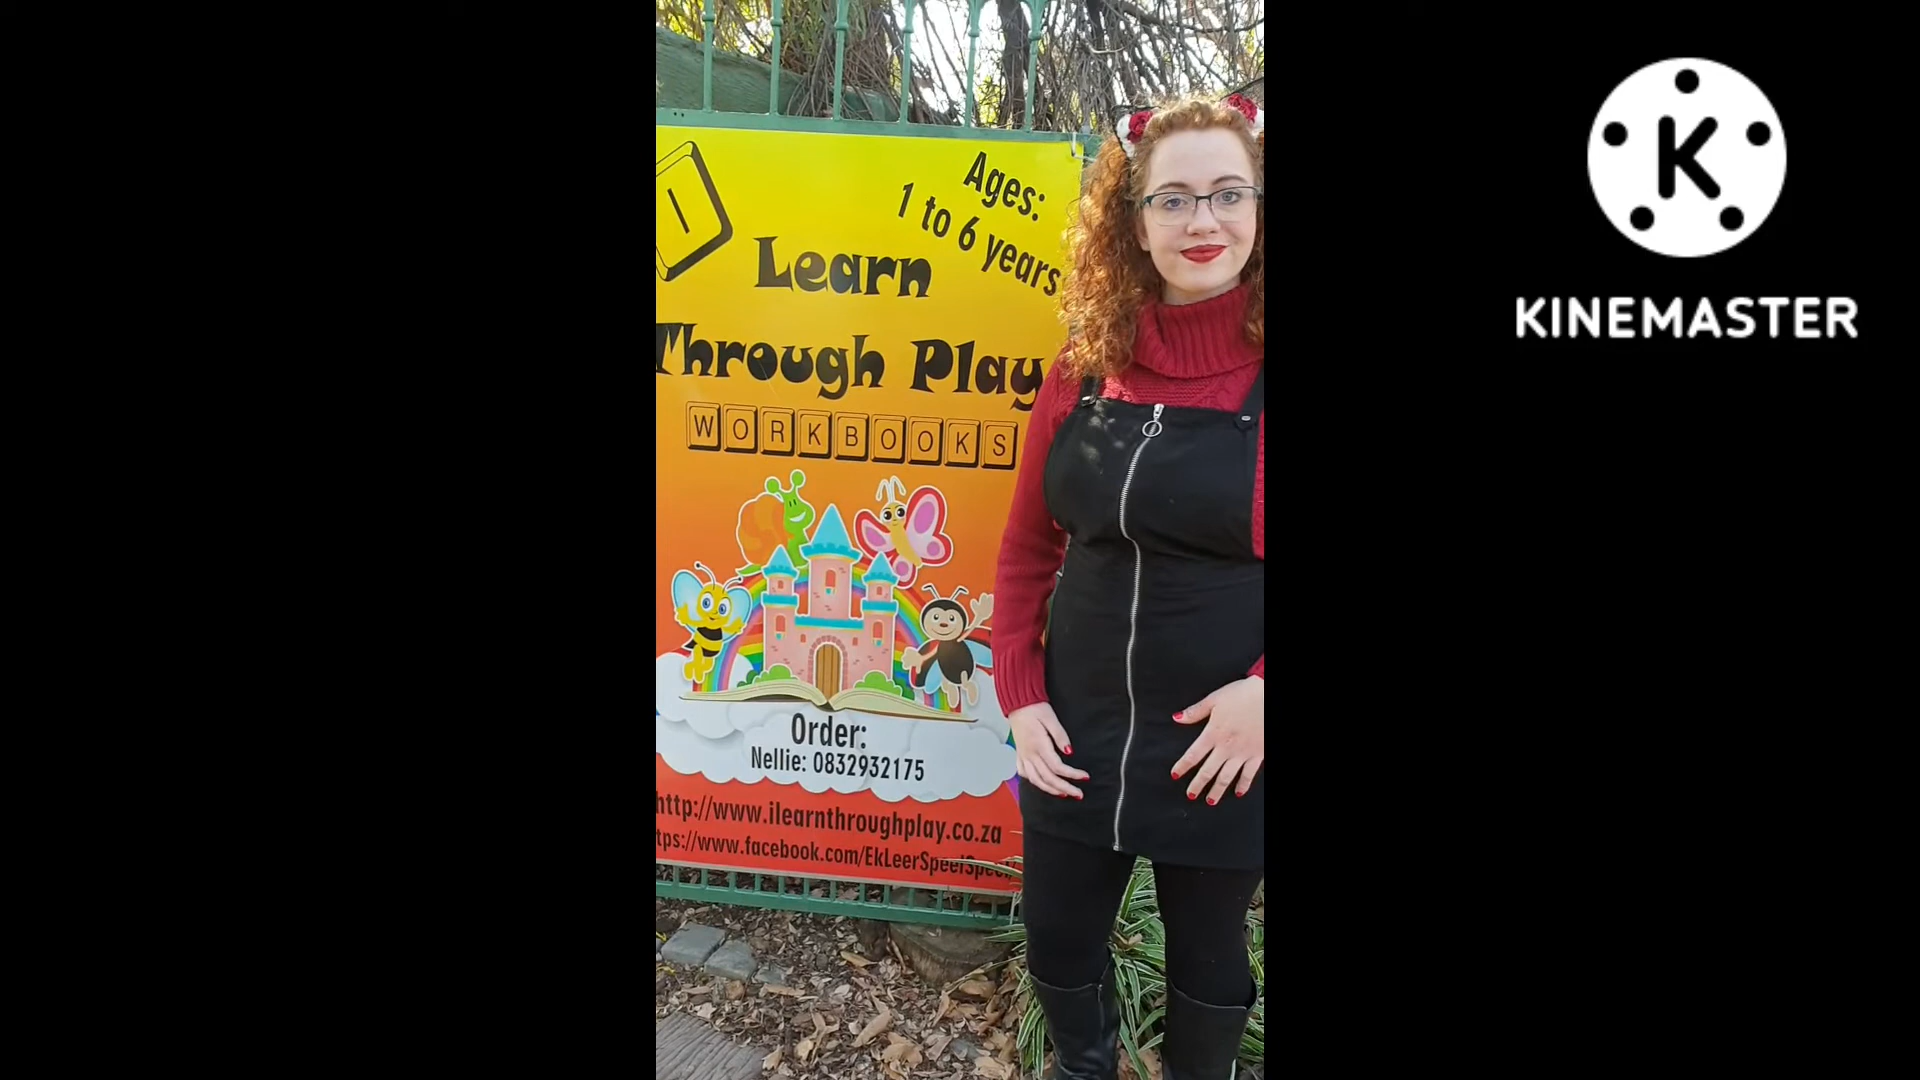 I
Ages:
1 to 6 years
Learn
Through Play
WORKBOOKS
Order:
Nellie: 0832932175
http://www.ilearnthroughplay.co.za
tps://www.facebook.com/EkLeerSpeelSpeel
K
KINEMASTER